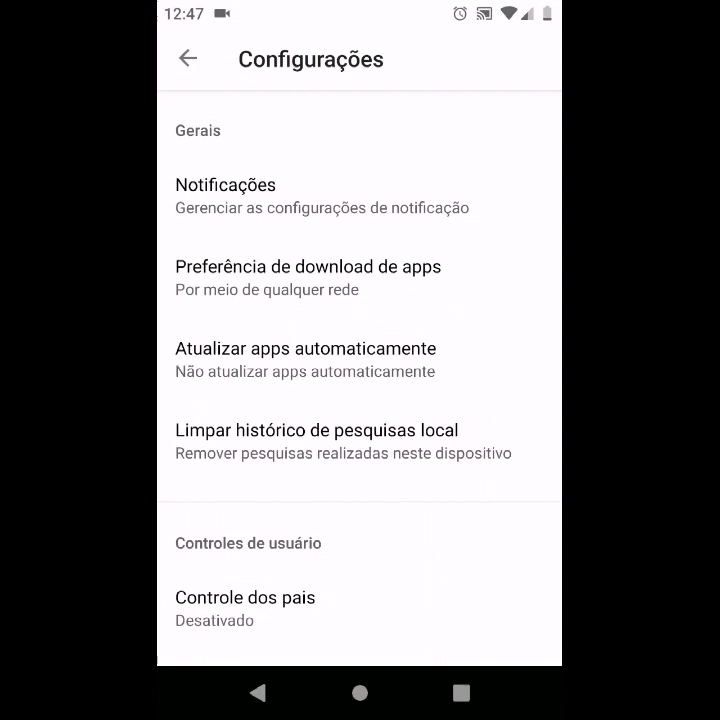 12:47
Configurações
Gerais
Notificações
Gerenciar as configurações de notificação
Preferência de download de apps
Por meio de qualquer rede
Atualizar apps automaticamente
Não atualizar apps automaticamente
Limpar histórico de pesquisas local
Remover pesquisas realizadas neste dispositivo
Controles de usuário
Controle dos pais
Desativado